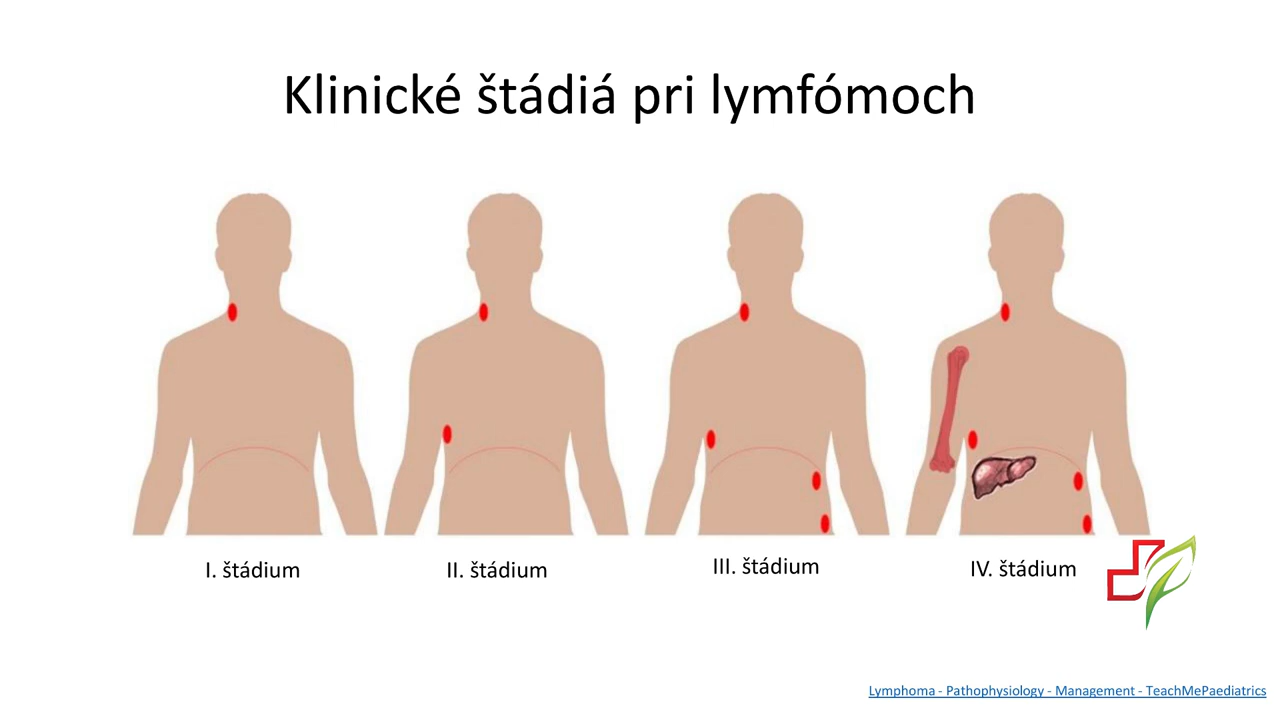 Klinické štádiá pri lymfómoch
I. štádium
II. štádium
III. štádium
IV. štádium
Lymphoma - Pathophysiology - Management - TeachMePaediatrics